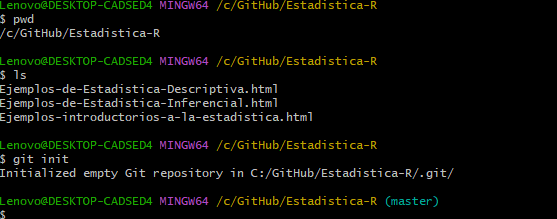 Lenovo@DESKTOP-CADSED4 MINGW64 /c/GitHub/Estadistica-R
$ pwd
/c/GitHub/Estadistica-R
Lenovo@DESKTOP-CADSED4 MINGW64 /c/GitHub/Estadistica-R
$ ls
Ejemplos-de-Estadistica-Descriptiva.html
Ejemplos-de-Estadistica-Inferencial.html
Ejemplos-introductorios-a-la-estadistica.html
Lenovo@DESKTOP-CADSED4 MINGW64 /c/GitHub/Estadistica-R
$ git init
Initialized empty Git repository in C:/GitHub/Estadistica-R/.git/
Lenovo@DESKTOP-CADSED4 MINGW64 /c/GitHub/Estadistica-R (master)
$